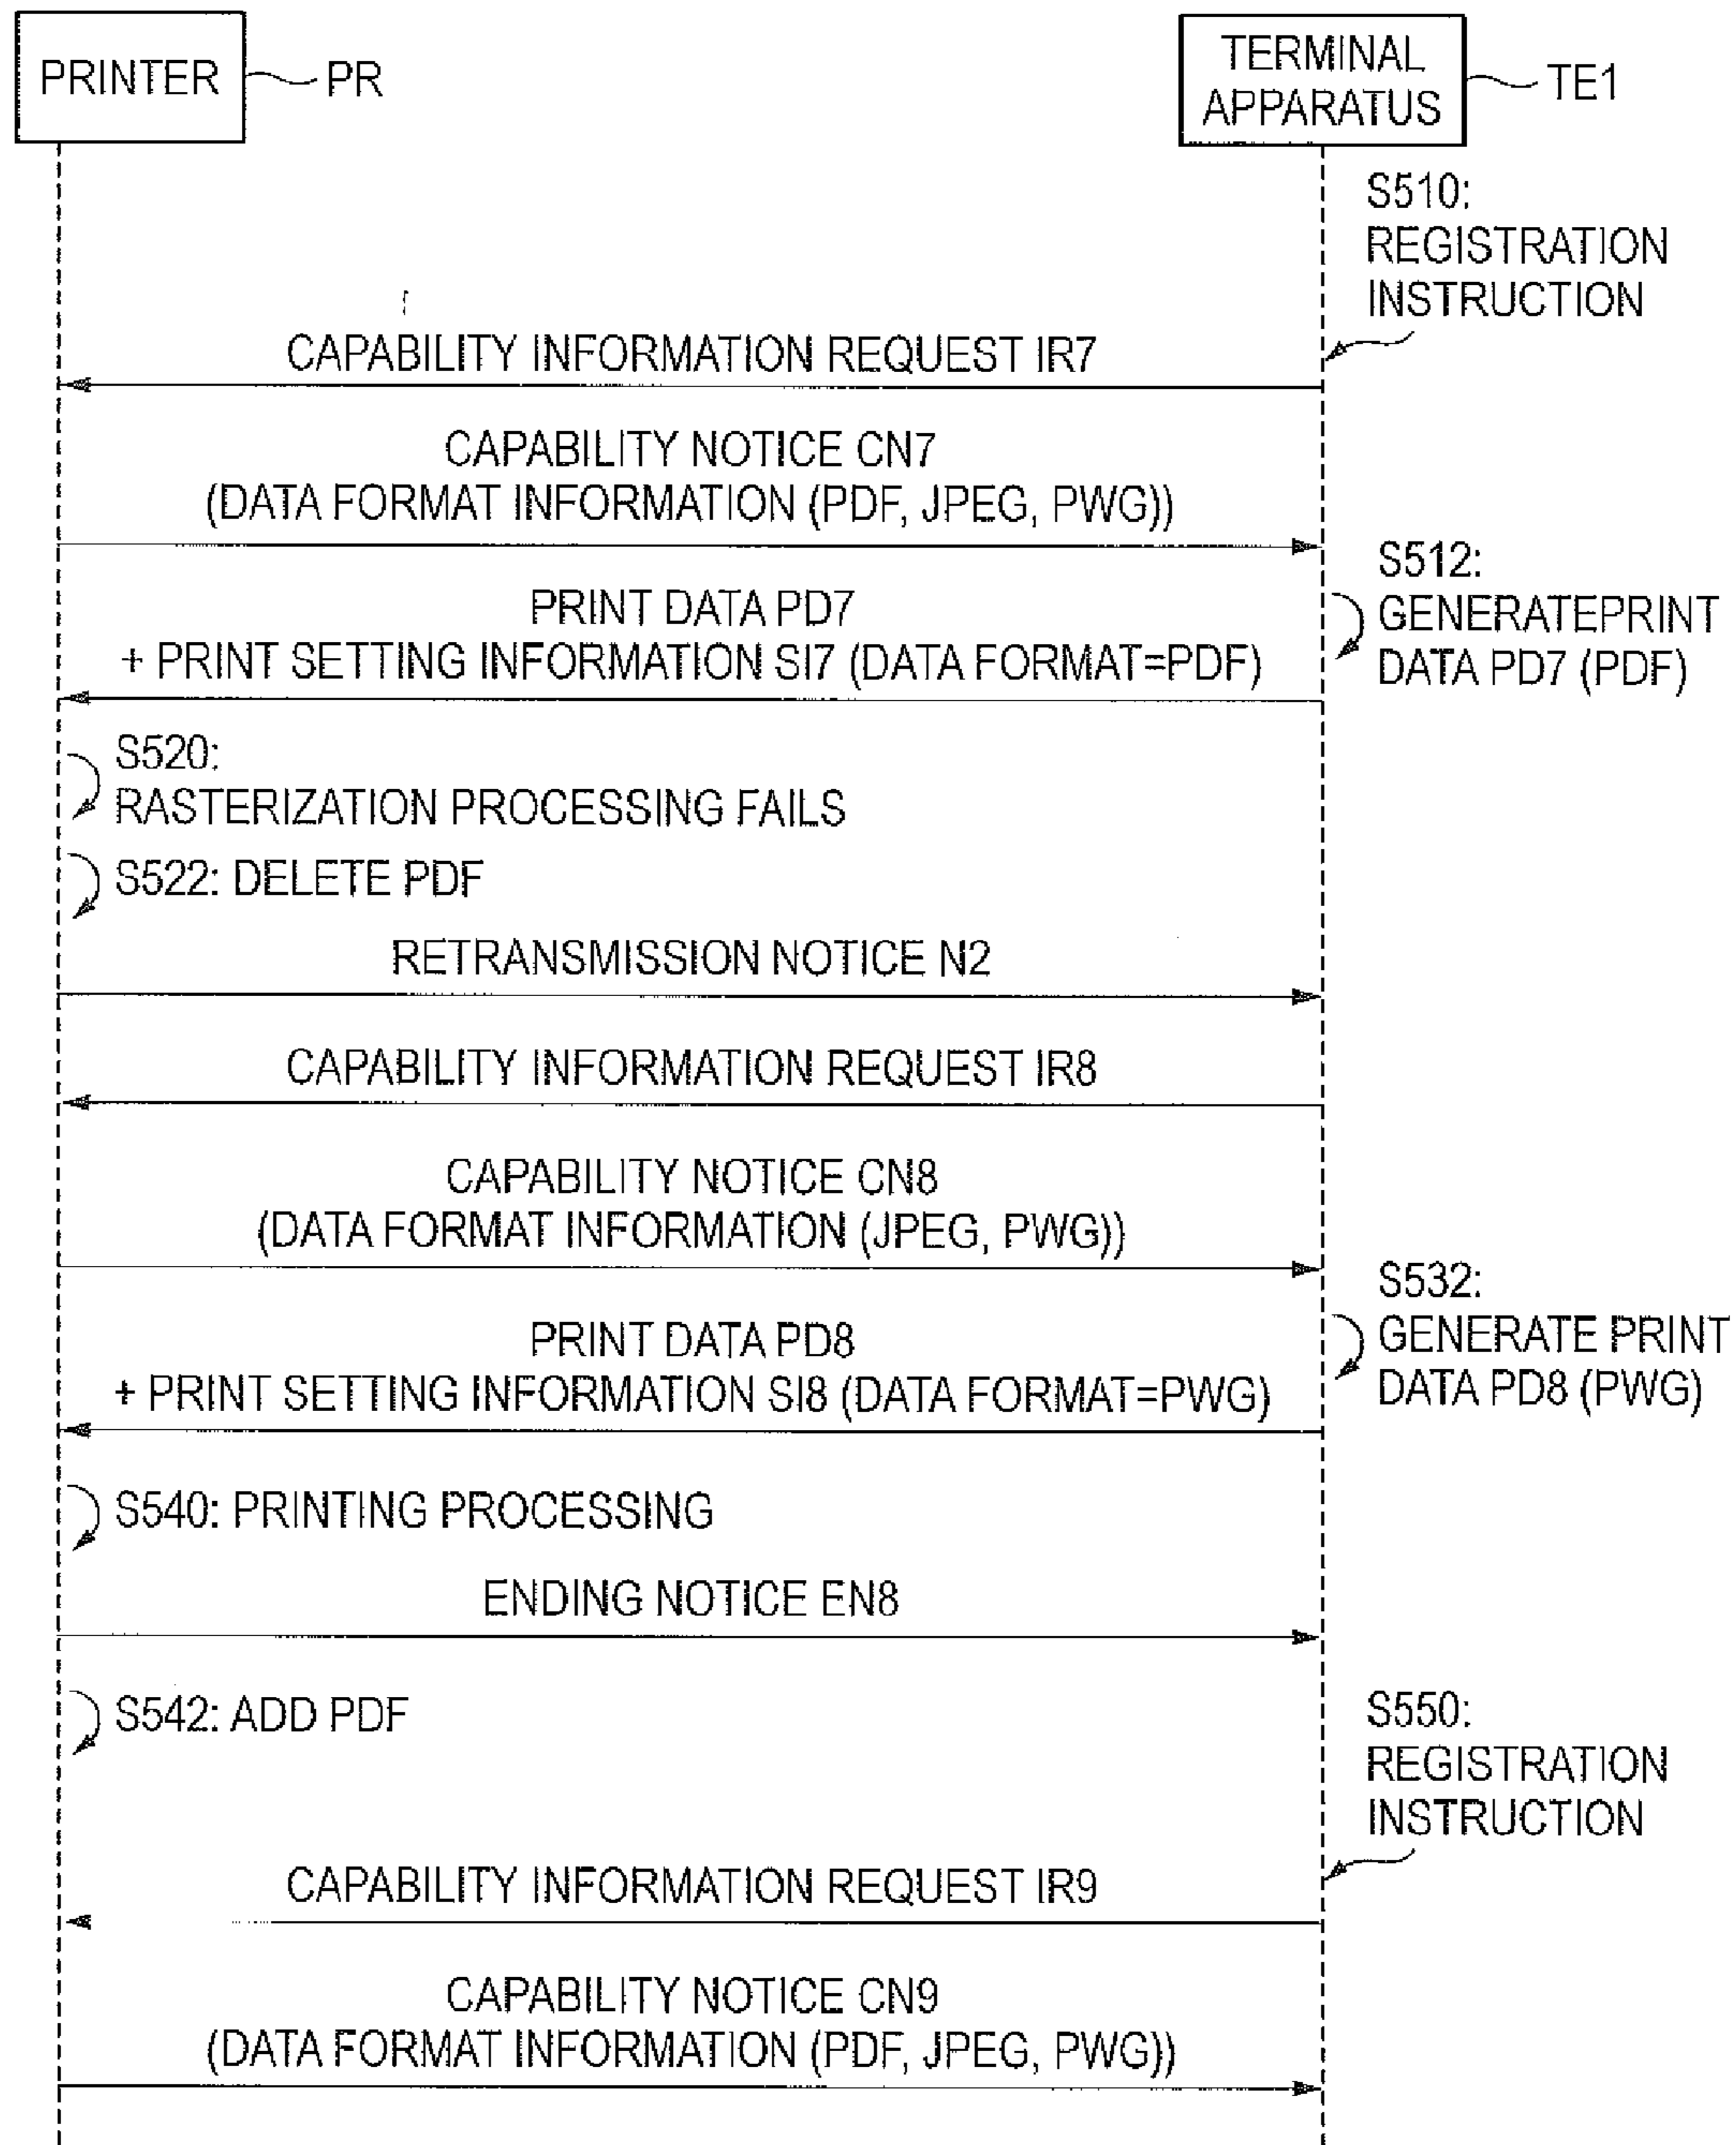 PRINTER
PR
TERMINAL
APPARATUS
TE1
S510:
REGISTRATION
INSTRUCTION
CAPABILITY INFORMATION REQUEST IR7
CAPABILITY NOTICE CN7
(DATA FORMAT INFORMATION (PDF, JPEG, PWG))
S512:
GENERATEPRINT
DATA PD7 (PDF)
PRINT DATA PD7
+ PRINT SETTING INFORMATION SI7 (DATA FORMAT=PDF)
S520:
RASTERIZATION PROCESSING FAILS
S522: DELETE PDF
RETRANSMISSION NOTICE N2
CAPABILITY INFORMATION REQUEST IR8
CAPABILITY NOTICE CN8
(DATA FORMAT INFORMATION (JPEG, PWG))
S532:
GENERATE PRINT
DATA PD8 (PWG)
PRINT DATA PD8
+ PRINT SETTING INFORMATION SI8 (DATA FORMAT=PWG)
S540: PRINTING PROCESSING
ENDING NOTICE EN8
S542: ADD PDF
S550:
REGISTRATION
INSTRUCTION
CAPABILITY INFORMATION REQUEST IR9
CAPABILITY NOTICE CN9
(DATA FORMAT INFORMATION (PDF, JPEG, PWG))